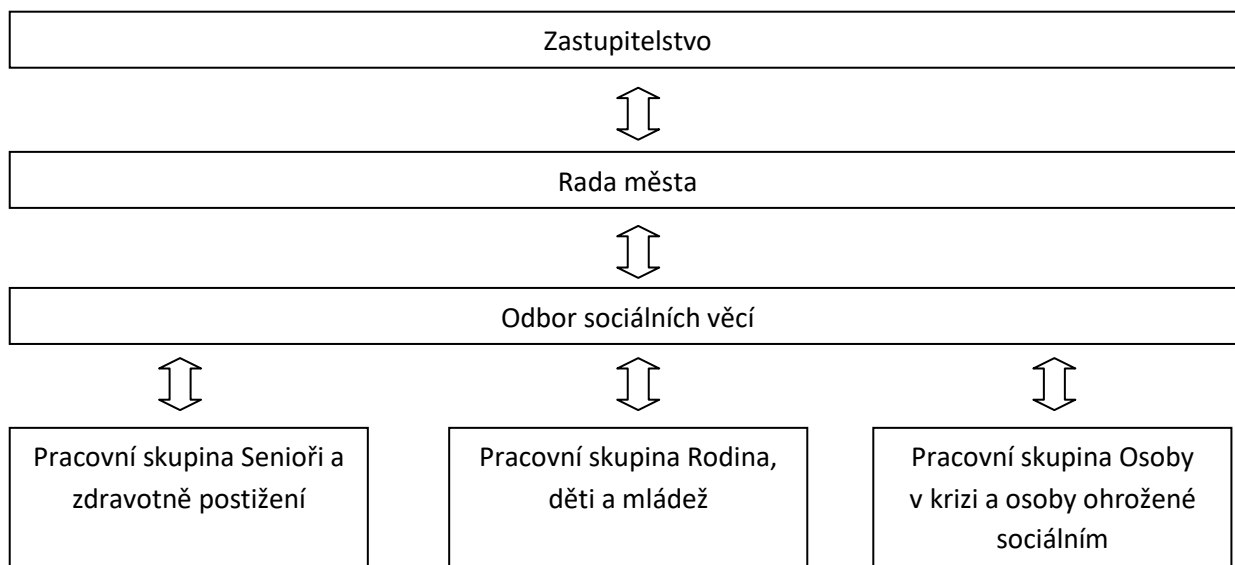 Zastupitelstvo
Rada města
Odbor sociálních věcí
Pracovní skupina Senioři a
zdravotně postižení
Pracovní skupina Rodina,
děti a mládež
Pracovní skupina Osoby
v krizi a osoby ohrožené
sociálním